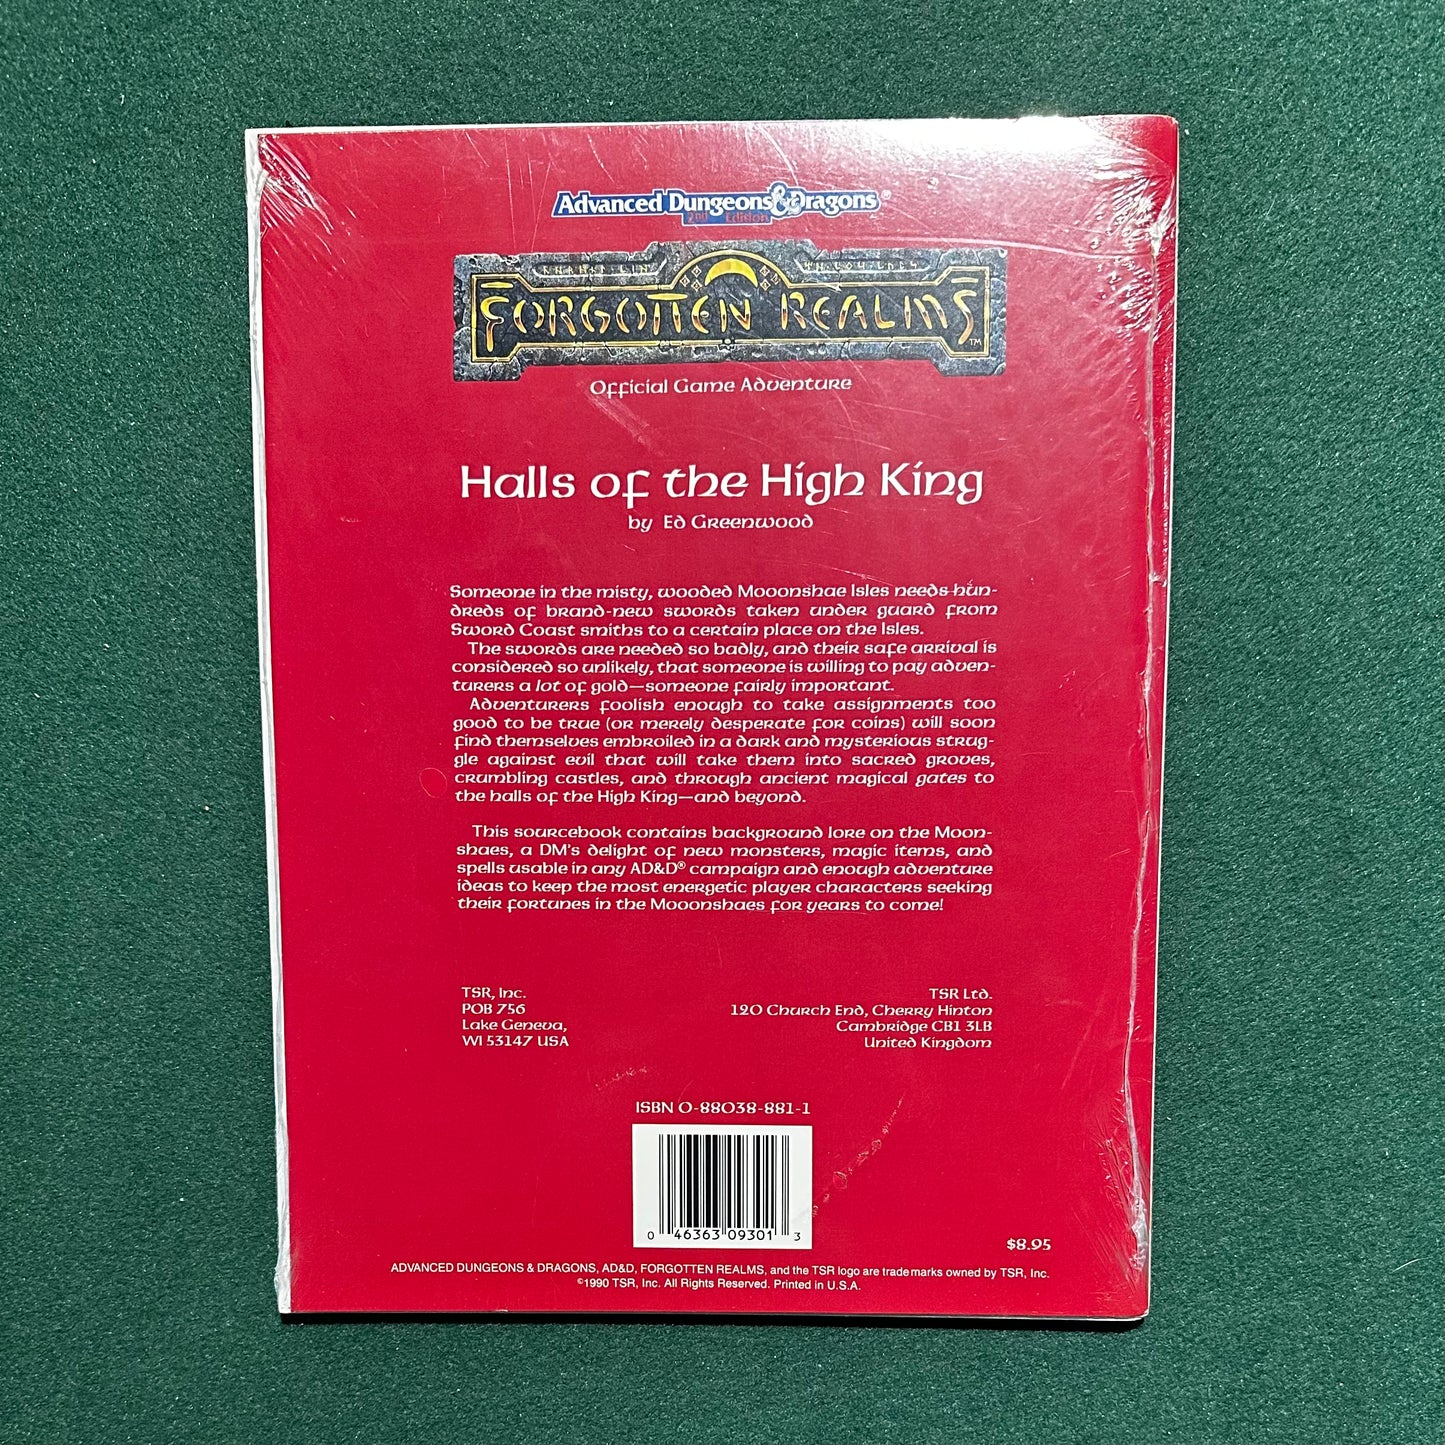 Advanced Dungeons & Dragons®
2nd Edition
FORGOTTEN REALMS™
Official Game Adventure
Halls of the High King
by Ed Greenwood
Someone in the misty, wooded Mooonshae Isles needs hun-
dreds of brand-new swords taken under guard from
Sword Coast smiths to a certain place on the Isles.
The swords are needed so badly, and their safe arrival is
considered so unlikely, that someone is willing to pay adven-
turers a lot of gold—someone fairly important.
Adventurers foolish enough to take assignments too
good to be true (or merely desperate for coins) will soon
find themselves embroiled in a dark and mysterious strug-
gle against evil that will take them into sacred groves,
crumbling castles, and through ancient magical gates to
the halls of the High King—and beyond.
This sourcebook contains background lore on the Moon-
shaes, a DM's delight of new monsters, magic items, and
spells usable in any AD&D® campaign and enough adventure
ideas to keep the most energetic player characters seeking
their fortunes in the Mooonshaes for years to come!
TSR, Inc.
POB 756
Lake Geneva,
WI 53147 USA
TSR Ltd.
120 Church End, Cherry Hinton
Cambridge CB1 3LB
United Kingdom
ISBN 0-88038-881-1
0 46363 09301 3
$8.95
ADVANCED DUNGEONS & DRAGONS, AD&D, FORGOTTEN REALMS, and the TSR logo are trademarks owned by TSR, Inc.
©1990 TSR, Inc. All Rights Reserved. Printed in U.S.A.